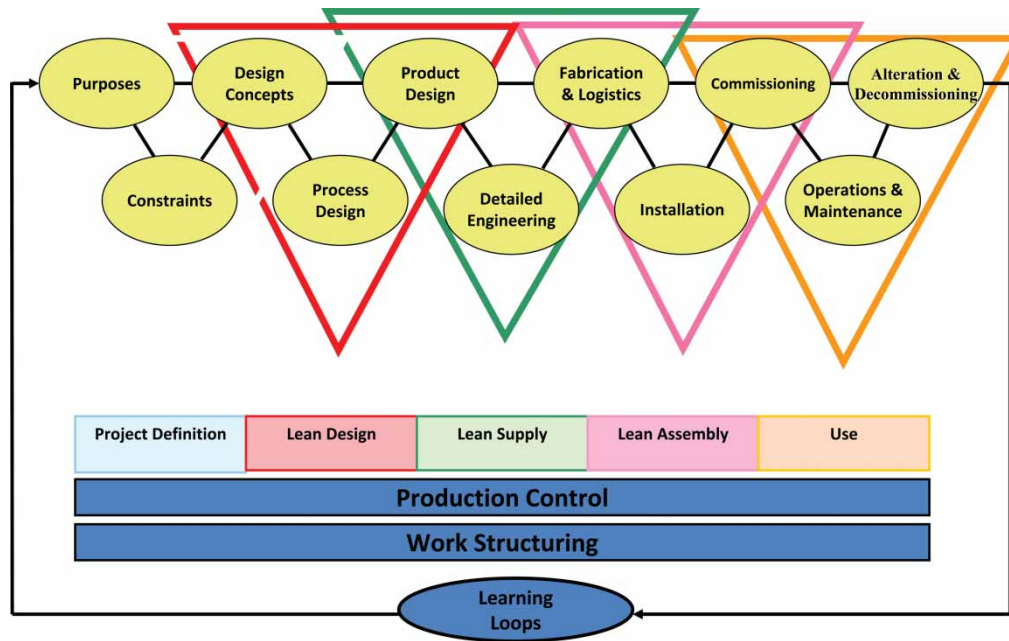 Purposes
Design
Concepts
Product
Design
Fabrication
& Logistics
Commissioning
Alteration &
Decommissioning
Constraints
Process
Design
Detailed
Engineering
Installation
Operations &
Maintenance
Project Definition
Lean Design
Lean Supply
Lean Assembly
Use
Production Control
Work Structuring
Learning
Loops